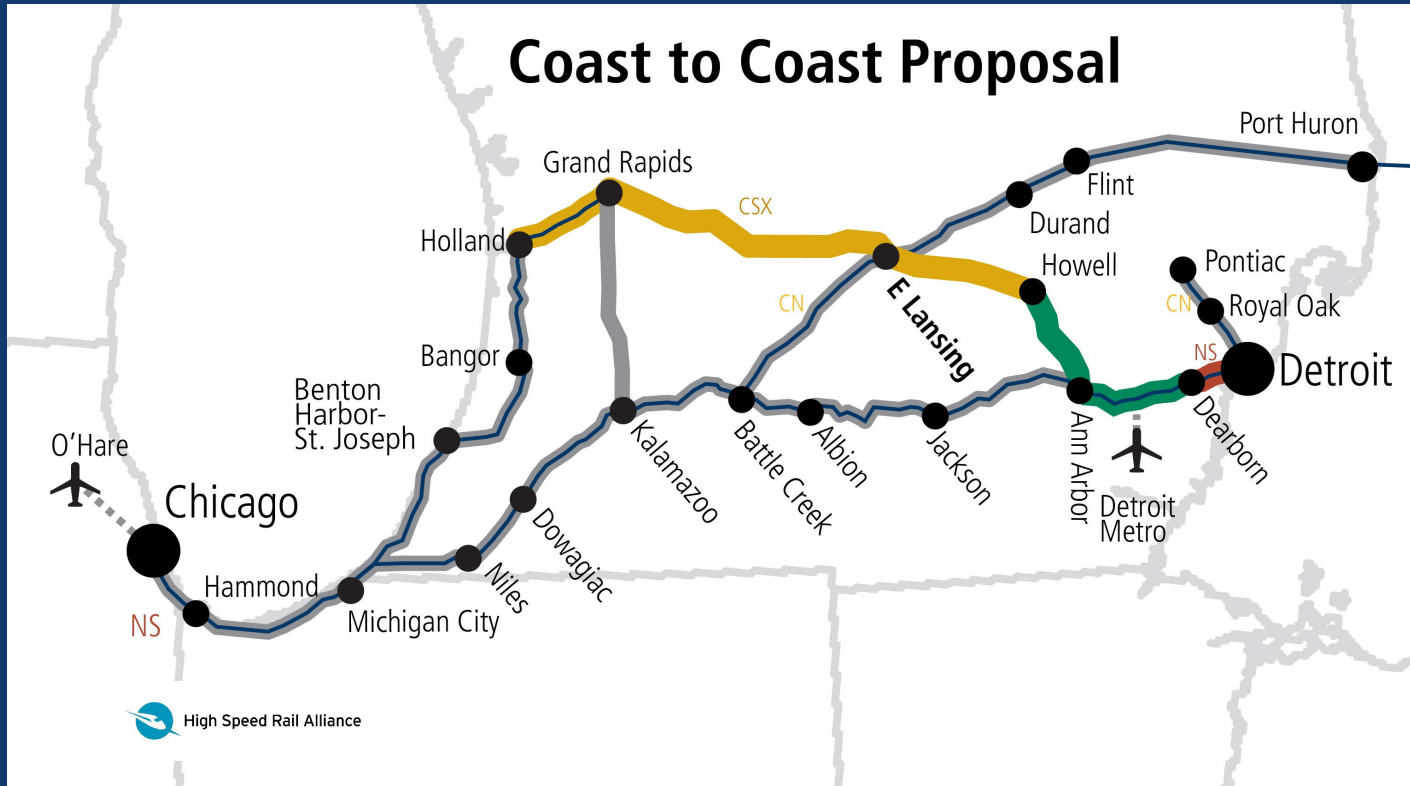 Coast to Coast Proposal
Port Huron
Grand Rapids
Flint
CSX
Durand
Holland
Howell
Pontiac
E Lansing
CN
CN
Royal Oak
Bangor
NS
Detroit
Benton
Harbor-
St. Joseph
Kalamazoo
Battle Creek
Albion
Jackson
Ann Arbor
Dearborn
O'Hare
Chicago
Detroit
Metro
Dowagiac
Niles
Hammond
NS
Michigan City
High Speed Rail Alliance